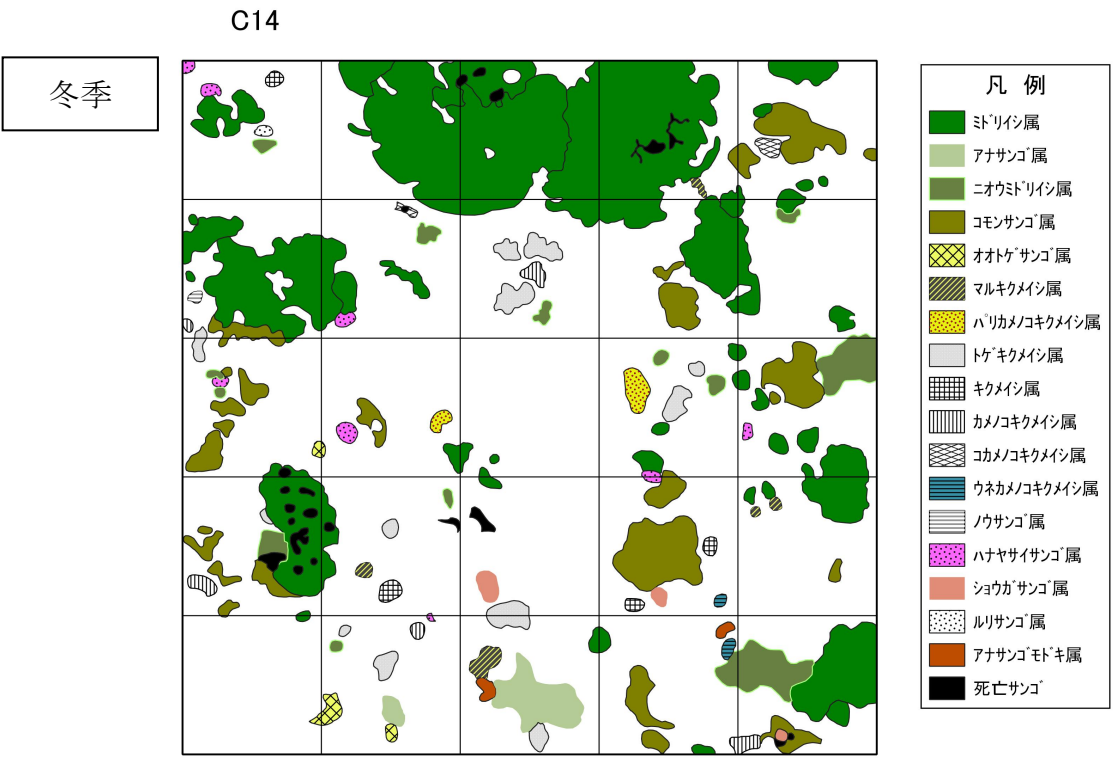 C14
冬季
凡 例
ﾐﾄﾞﾘｲｼ属
ｱﾅｻﾝｺﾞ属
ﾆｵｳﾐﾄﾞﾘｲｼ属
ｺﾓﾝｻﾝｺﾞ属
ｵｵﾄｹﾞｻﾝｺﾞ属
ﾏﾙｷｸﾒｲｼ属
ﾊﾟﾘｶﾒﾉｺｷｸﾒｲｼ属
ﾄｹﾞｷｸﾒｲｼ属
ｷｸﾒｲｼ属
ｶﾒﾉｺｷｸﾒｲｼ属
ｺｶﾒﾉｺｷｸﾒｲｼ属
ｳﾈｶﾒﾉｺｷｸﾒｲｼ属
ﾉｳｻﾝｺﾞ属
ﾊﾅﾔｻｲｻﾝｺﾞ属
ｼｮｳｶﾞｻﾝｺﾞ属
ﾙﾘｻﾝｺﾞ属
ｱﾅｻﾝｺﾞﾓﾄﾞｷ属
死亡ｻﾝｺﾞ